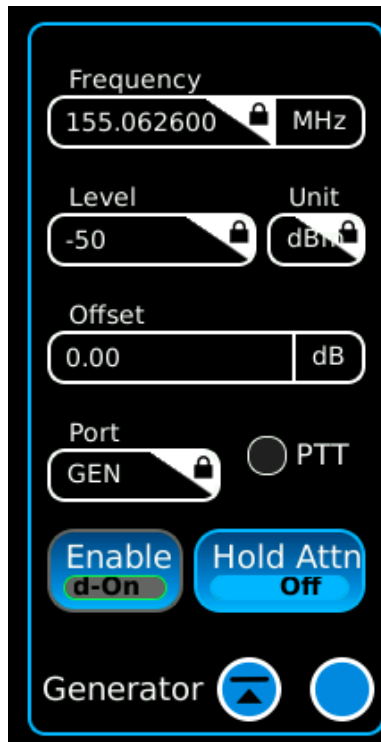 Frequency
155.062600 MHz
Level Unit
-50 dBm
Offset
0.00 dB
Port
GEN PTT
Enable Hold Attn
d-On Off
Generator